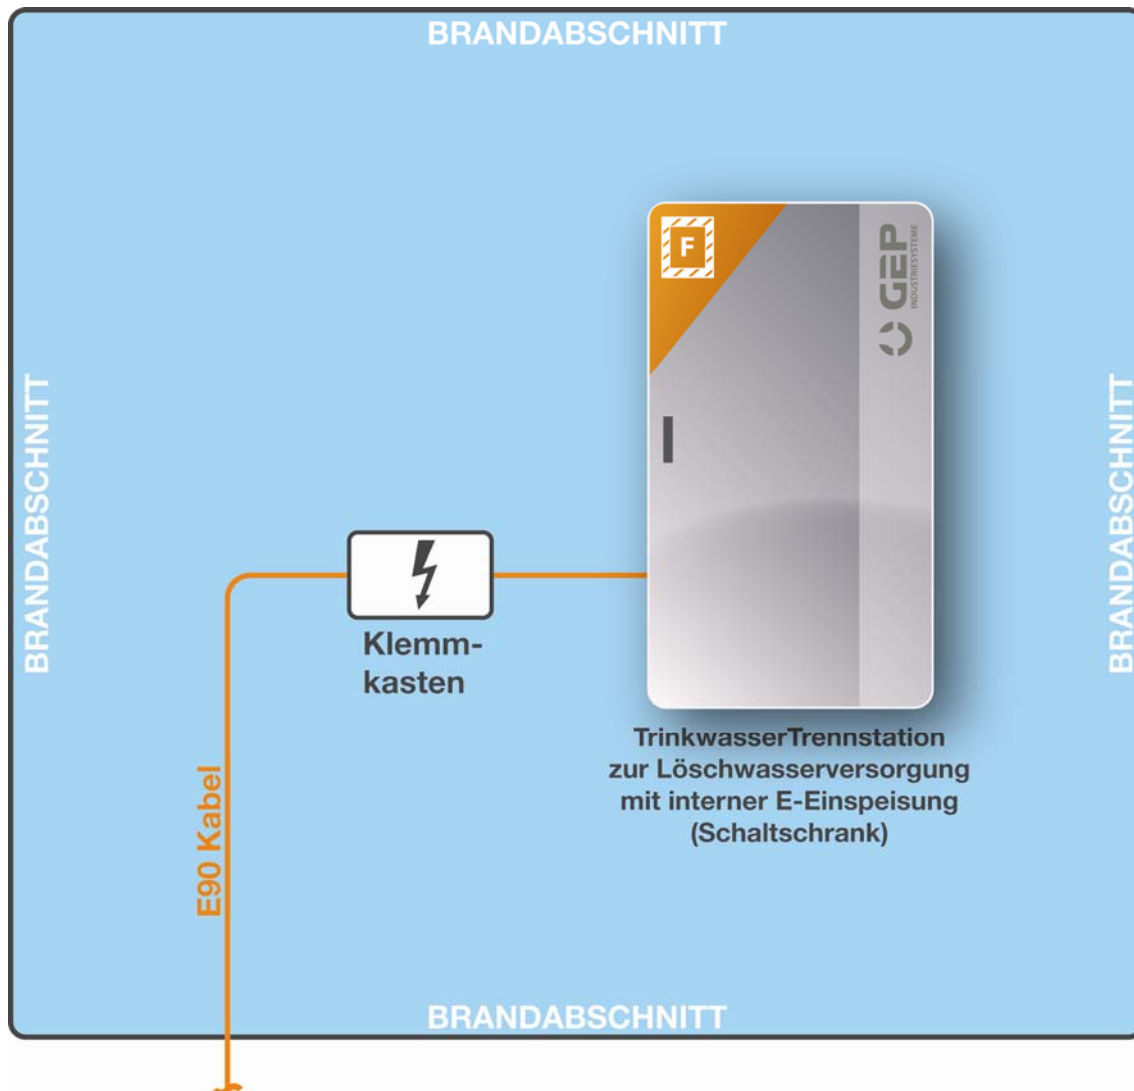 BRANDABSCHNITT
F
GEP
INDUSTRIESYSTEME
BRANDABSCHNITT
BRANDABSCHNITT
Klemm-
kasten
TrinkwasserTrennstation
zur Löschwasserversorgung
mit interner E-Einspeisung
(Schaltschrank)
E90 Kabel
BRANDABSCHNITT